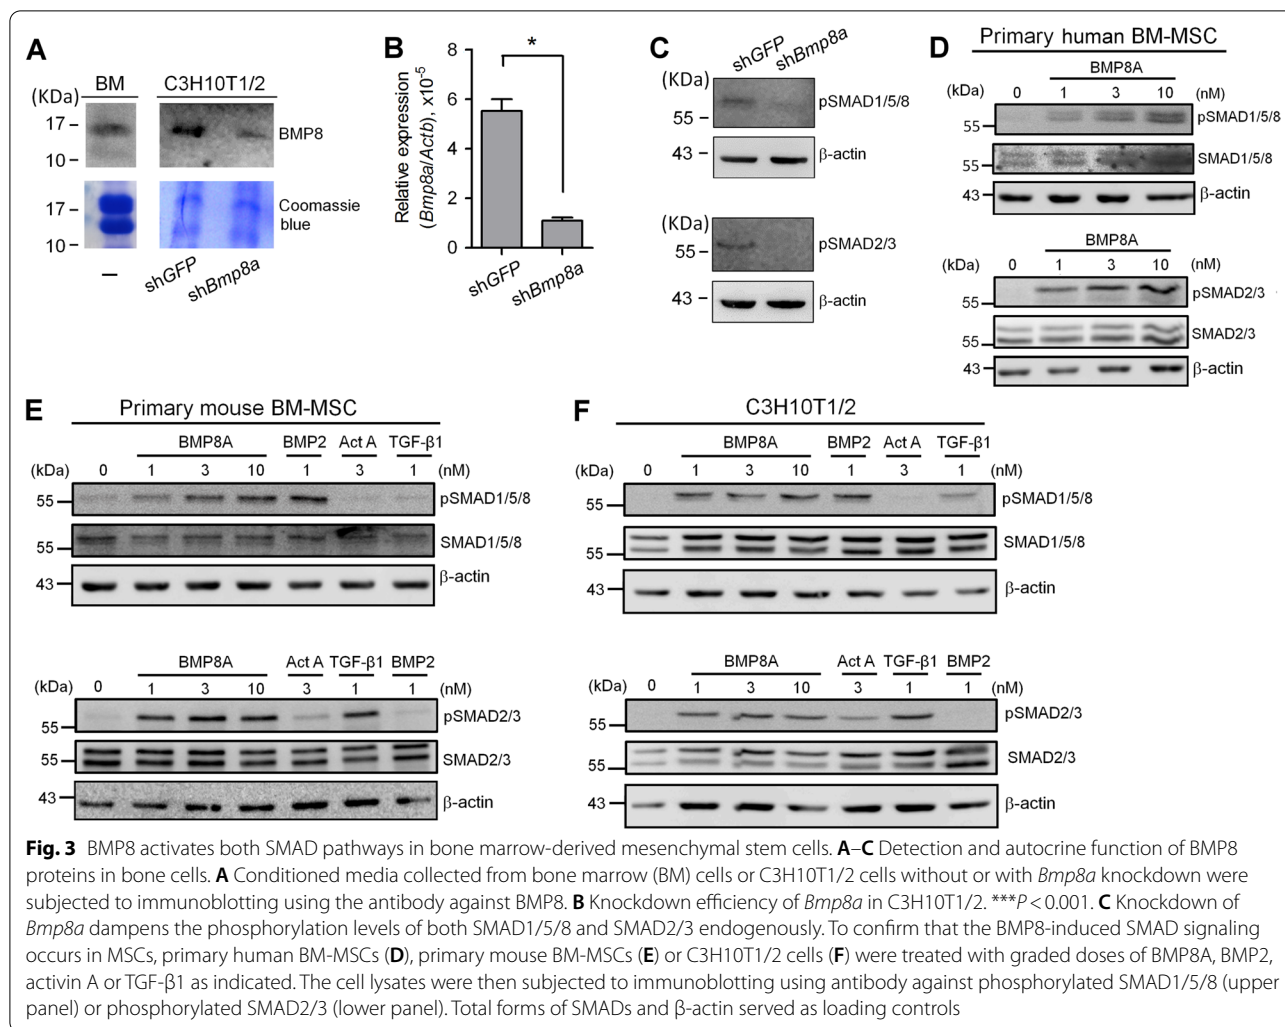 A
BM C3H10T1/2
(KDa)
17
10
BMP8
17
10
Coomassie
blue
–
shGFP
shBmp8a
B
Relative expression
(Bmp8a/Actb), x10-5
8
6
4
2
0
*
shGFP
shBmp8a
C
shGFP
shBmp8a
(KDa)
55
pSMAD1/5/8
43
β-actin
(KDa)
55
pSMAD2/3
43
β-actin
D
Primary human BM-MSC
BMP8A
(kDa) 0 1 3 10 (nM)
55
pSMAD1/5/8
55
SMAD1/5/8
43
β-actin
BMP8A
(kDa) 0 1 3 10 (nM)
55
pSMAD2/3
55
SMAD2/3
43
β-actin
E
Primary mouse BM-MSC
BMP8A BMP2 Act A TGF-β1
(kDa) 0 1 3 10 1 3 1 (nM)
55
pSMAD1/5/8
55
SMAD1/5/8
43
β-actin
BMP8A Act A TGF-β1 BMP2
(kDa) 0 1 3 10 3 1 1 (nM)
55
pSMAD2/3
55
SMAD2/3
43
β-actin
F
C3H10T1/2
BMP8A BMP2 Act A TGF-β1
(kDa) 0 1 3 10 1 3 1 (nM)
55
pSMAD1/5/8
55
SMAD1/5/8
43
β-actin
BMP8A Act A TGF-β1 BMP2
(kDa) 0 1 3 10 3 1 1 (nM)
55
pSMAD2/3
55
SMAD2/3
43
β-actin
Fig. 3 BMP8 activates both SMAD pathways in bone marrow-derived mesenchymal stem cells. A–C Detection and autocrine function of BMP8
proteins in bone cells. A Conditioned media collected from bone marrow (BM) cells or C3H10T1/2 cells without or with Bmp8a knockdown were
subjected to immunoblotting using the antibody against BMP8. B Knockdown efficiency of Bmp8a in C3H10T1/2. ***P < 0.001. C Knockdown of
Bmp8a dampens the phosphorylation levels of both SMAD1/5/8 and SMAD2/3 endogenously. To confirm that the BMP8-induced SMAD signaling
occurs in MSCs, primary human BM-MSCs (D), primary mouse BM-MSCs (E) or C3H10T1/2 cells (F) were treated with graded doses of BMP8A, BMP2,
activin A or TGF-β1 as indicated. The cell lysates were then subjected to immunoblotting using antibody against phosphorylated SMAD1/5/8 (upper
panel) or phosphorylated SMAD2/3 (lower panel). Total forms of SMADs and β-actin served as loading controls